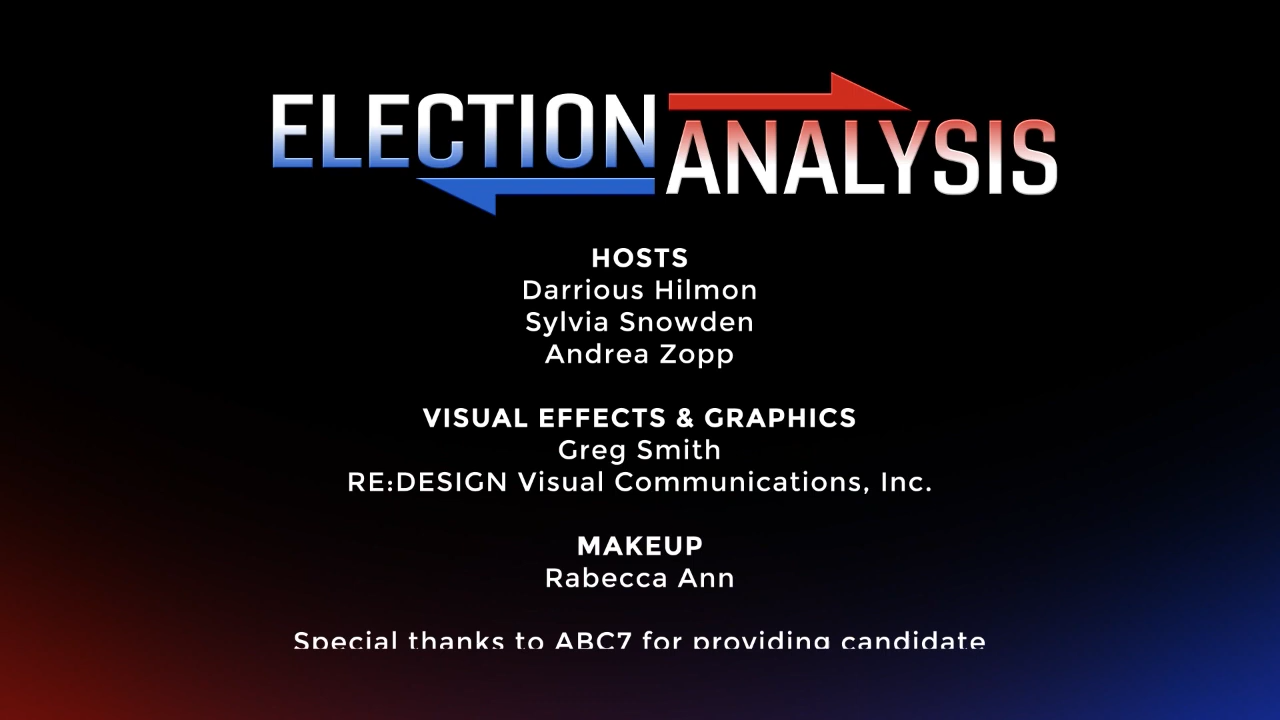 ELECTION ANALYSIS
HOSTS
Darrious Hilmon
Sylvia Snowden
Andrea Zopp
VISUAL EFFECTS & GRAPHICS
Greg Smith
RE:DESIGN Visual Communications, Inc.
MAKEUP
Rabecca Ann
Special thanks to ABC7 for providing candidate